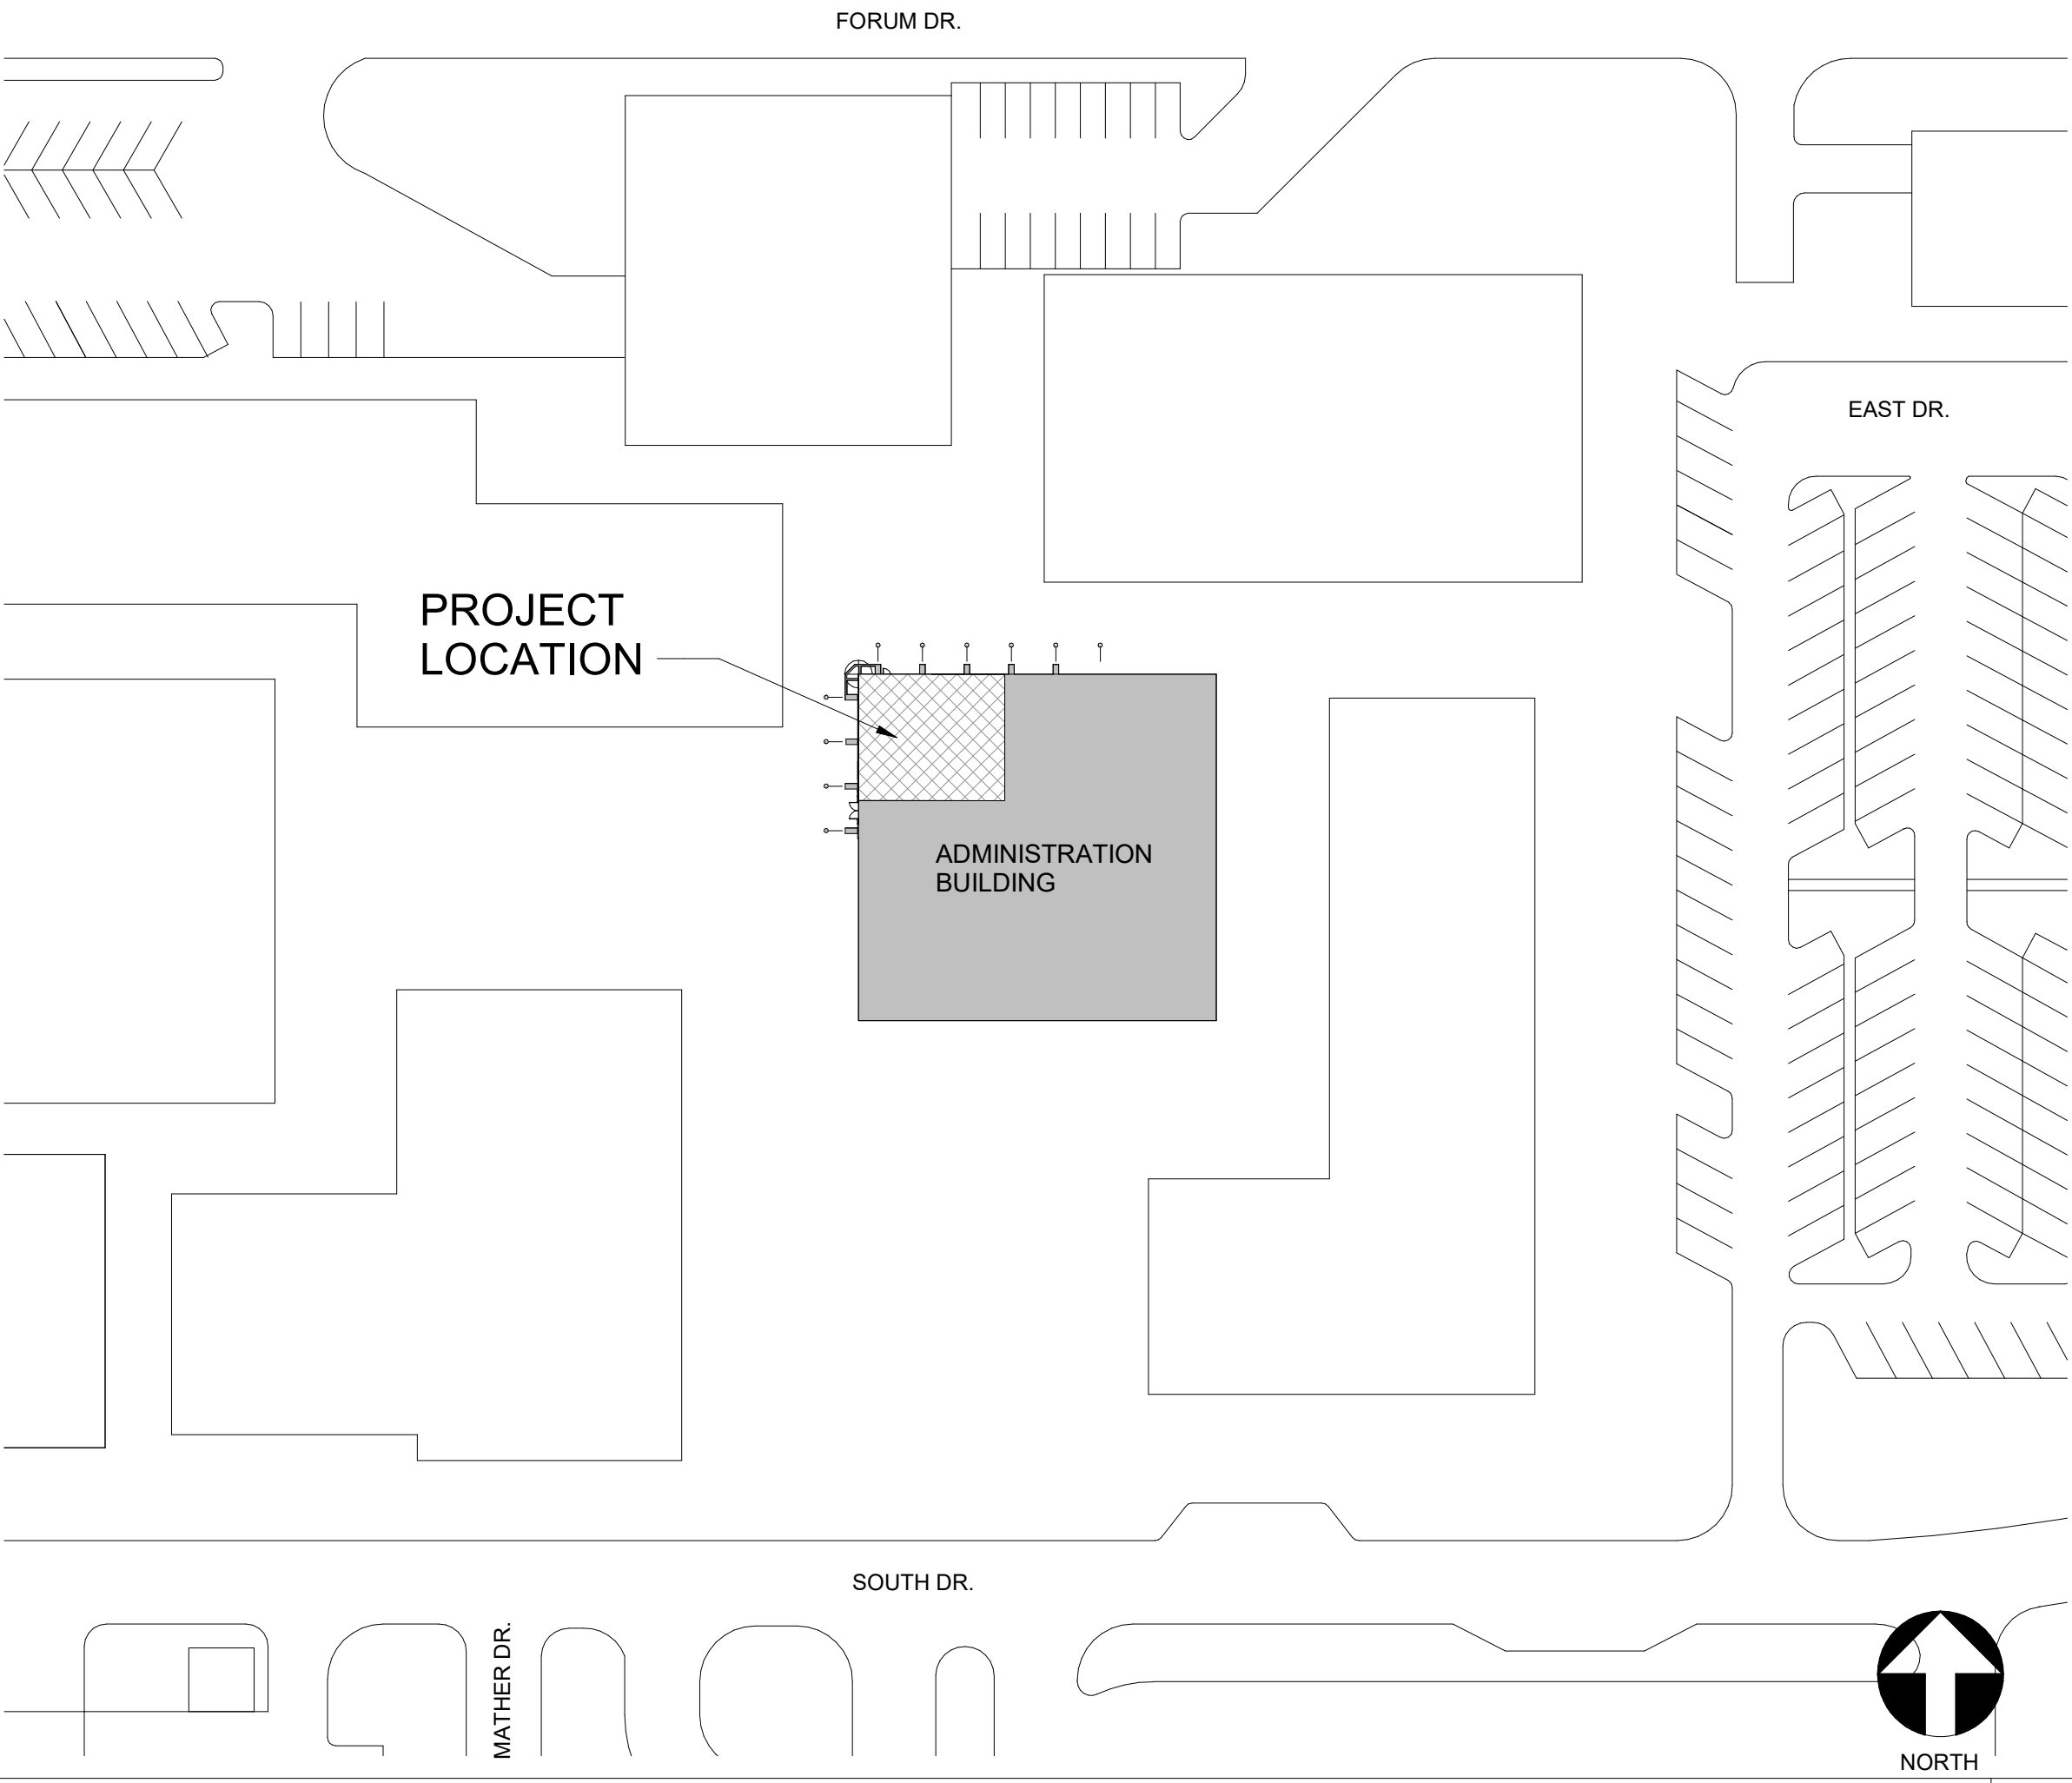 FORUM DR.
EAST DR.
PROJECT
LOCATION
ADMINISTRATION
BUILDING
SOUTH DR.
MATHER DR.
NORTH